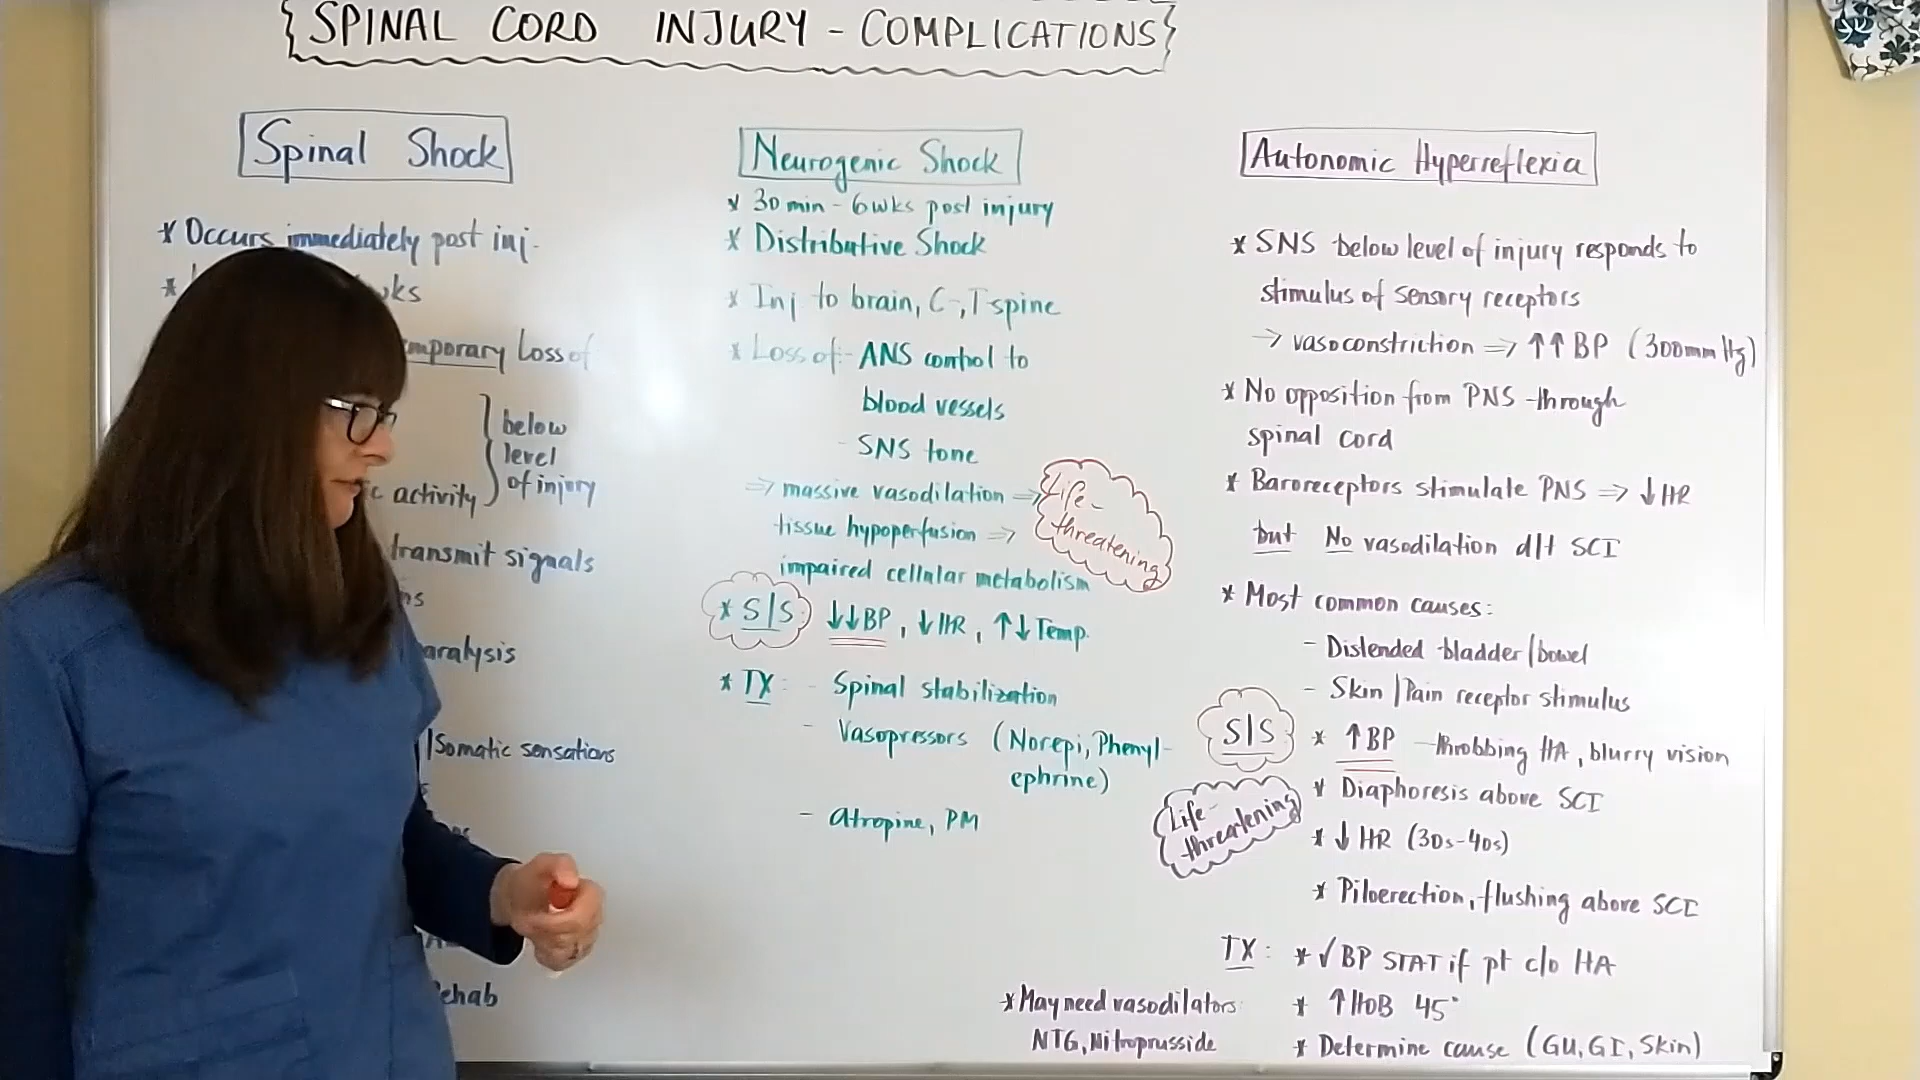 {SPINAL CORD INJURY - COMPLICATIONS}
Spinal Shock
* Occurs immediately post inj.
*
Loss of
below
level
of injury
activity
transmit signals
Somatic sensations
Neurogenic Shock
* 30 min - 6wks post injury
* Distributive Shock
* Inj to brain, C-, T-spine
* Loss of: - ANS control to
blood vessels
- SNS tone
⇒ massive vasodilation ⇒
tissue hypoperfusion ⇒
impaired cellular metabolism
Life-
threatening
* S/S: ↓↓BP, ↓HR, ↑↓Temp.
* TX: - Spinal stabilization
- Vasopressors (Norepi, Phenyl-
ephrine)
- Atropine, PM
Autonomic Hyperreflexia
* SNS below level of injury responds to
stimulus of sensory receptors
→ vasoconstriction ⇒ ↑↑BP (300mmHg)
* No opposition from PNS - through
spinal cord
* Baroreceptors stimulate PNS ⇒ ↓HR
but No vasodilation d/t SCI
* Most common causes:
- Distended bladder/bowel
- Skin/Pain receptor stimulus
S/S * ↑BP - throbbing HA, blurry vision
* Diaphoresis above SCI
Life-
threatening
* ↓ HR (30s-40s)
* Piloerection, flushing above SCI
TX: * √BP STAT if pt c/o HA
* ↑HOB 45°
* Determine cause (GU, GI, Skin)
* May need vasodilators:
NTG, Nitroprusside